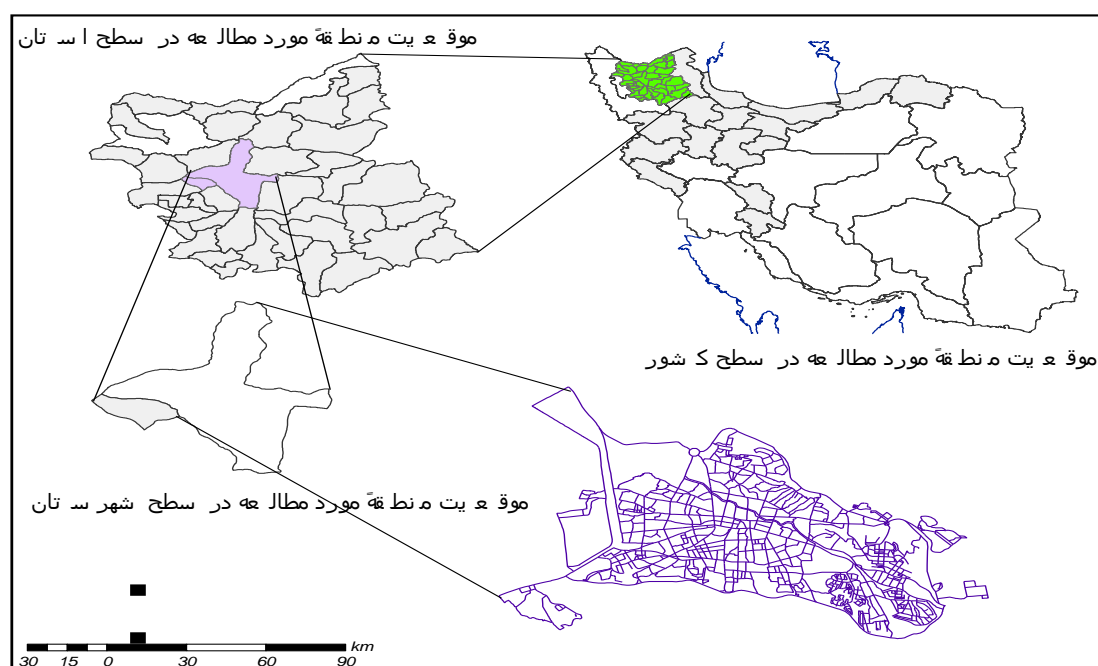 موقعیت منطقهٔ مورد مطالعه در سطح استان
موقعیت منطقهٔ مورد مطالعه در سطح کشور
موقعیت منطقهٔ مورد مطالعه در سطح شهرستان
km
30 15 0 30 60 90